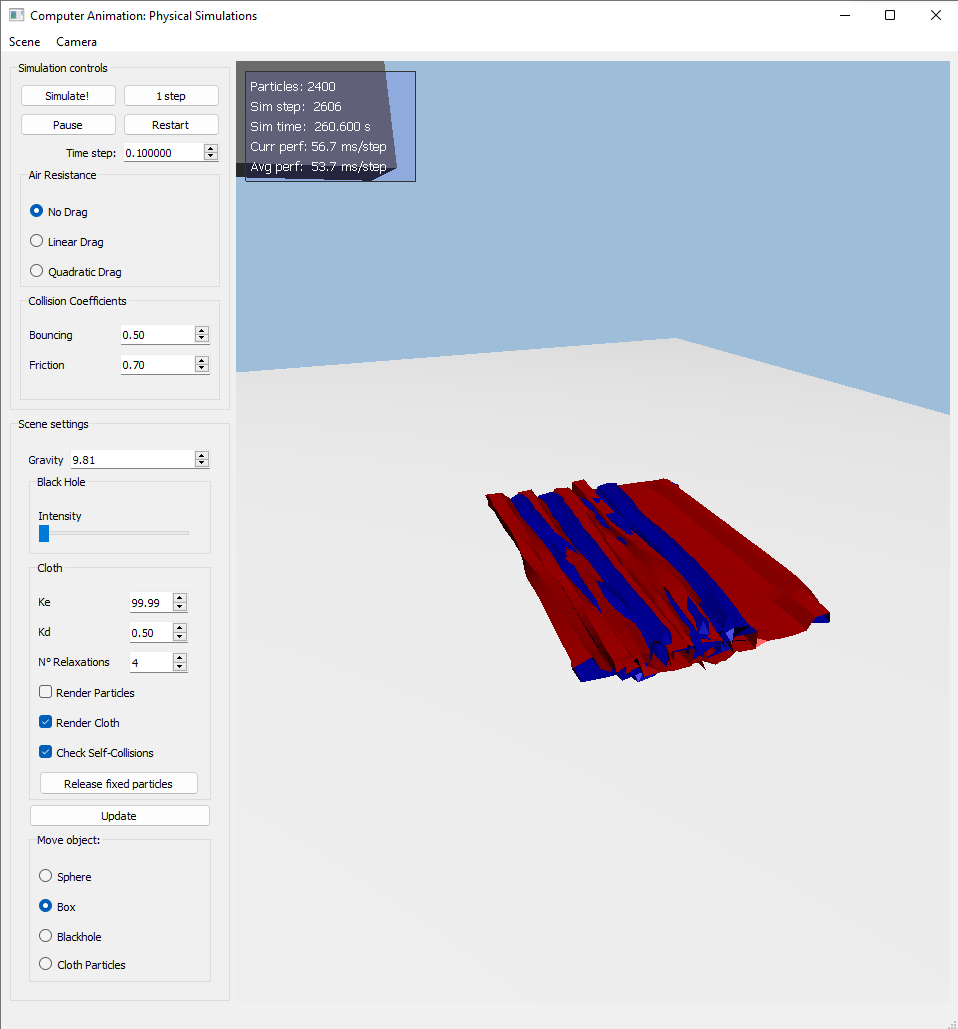 Computer Animation: Physical Simulations
Scene Camera
Simulation controls
Simulate! 1 step
Pause Restart
Time step: 0.100000
Air Resistance
No Drag
Linear Drag
Quadratic Drag
Collision Coefficients
Bouncing 0.50
Friction 0.70
Scene settings
Gravity 9.81
Black Hole
Intensity
Cloth
Ke 99.99
Kd 0.50
Nº Relaxations 4
Render Particles
Render Cloth
Check Self-Collisions
Release fixed particles
Update
Move object:
Sphere
Box
Blackhole
Cloth Particles
Particles: 2400
Sim step: 2606
Sim time: 260.600 s
Curr perf: 56.7 ms/step
Avg perf: 53.7 ms/step